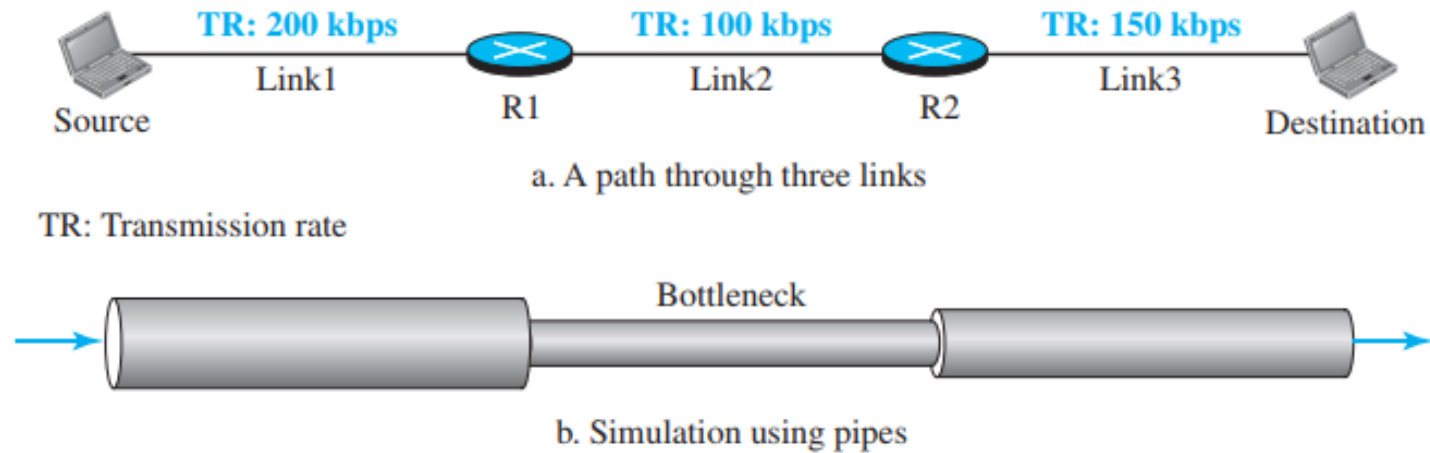 TR: 200 kbps
TR: 100 kbps
TR: 150 kbps
Link1
Link2
Link3
Source
R1
R2
Destination
a. A path through three links
TR: Transmission rate
Bottleneck
b. Simulation using pipes